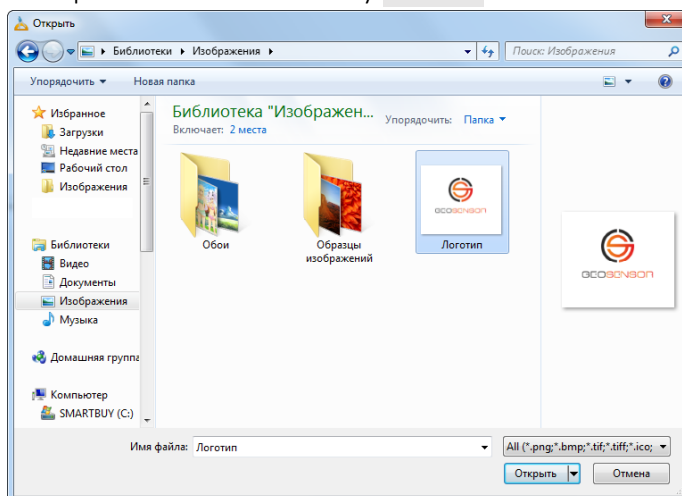 Открыть
Библиотеки ▸ Изображения ▸
Поиск: Изображения
Упорядочить ▼ Новая папка
Избранное
Загрузки
Недавние места
Рабочий стол
Изображения
Библиотеки
Видео
Документы
Изображения
Музыка
Домашняя группа
Компьютер
SMARTBUY (C:)
Библиотека "Изображен...
Включает: 2 места
Упорядочить: Папка ▼
Обои
Образцы
изображений
GEOSENSON
Логотип
GEOSENSON
Имя файла: Логотип
All (*.png;*.bmp;*.tif;*.tiff;*.ico;
Открыть
Отмена